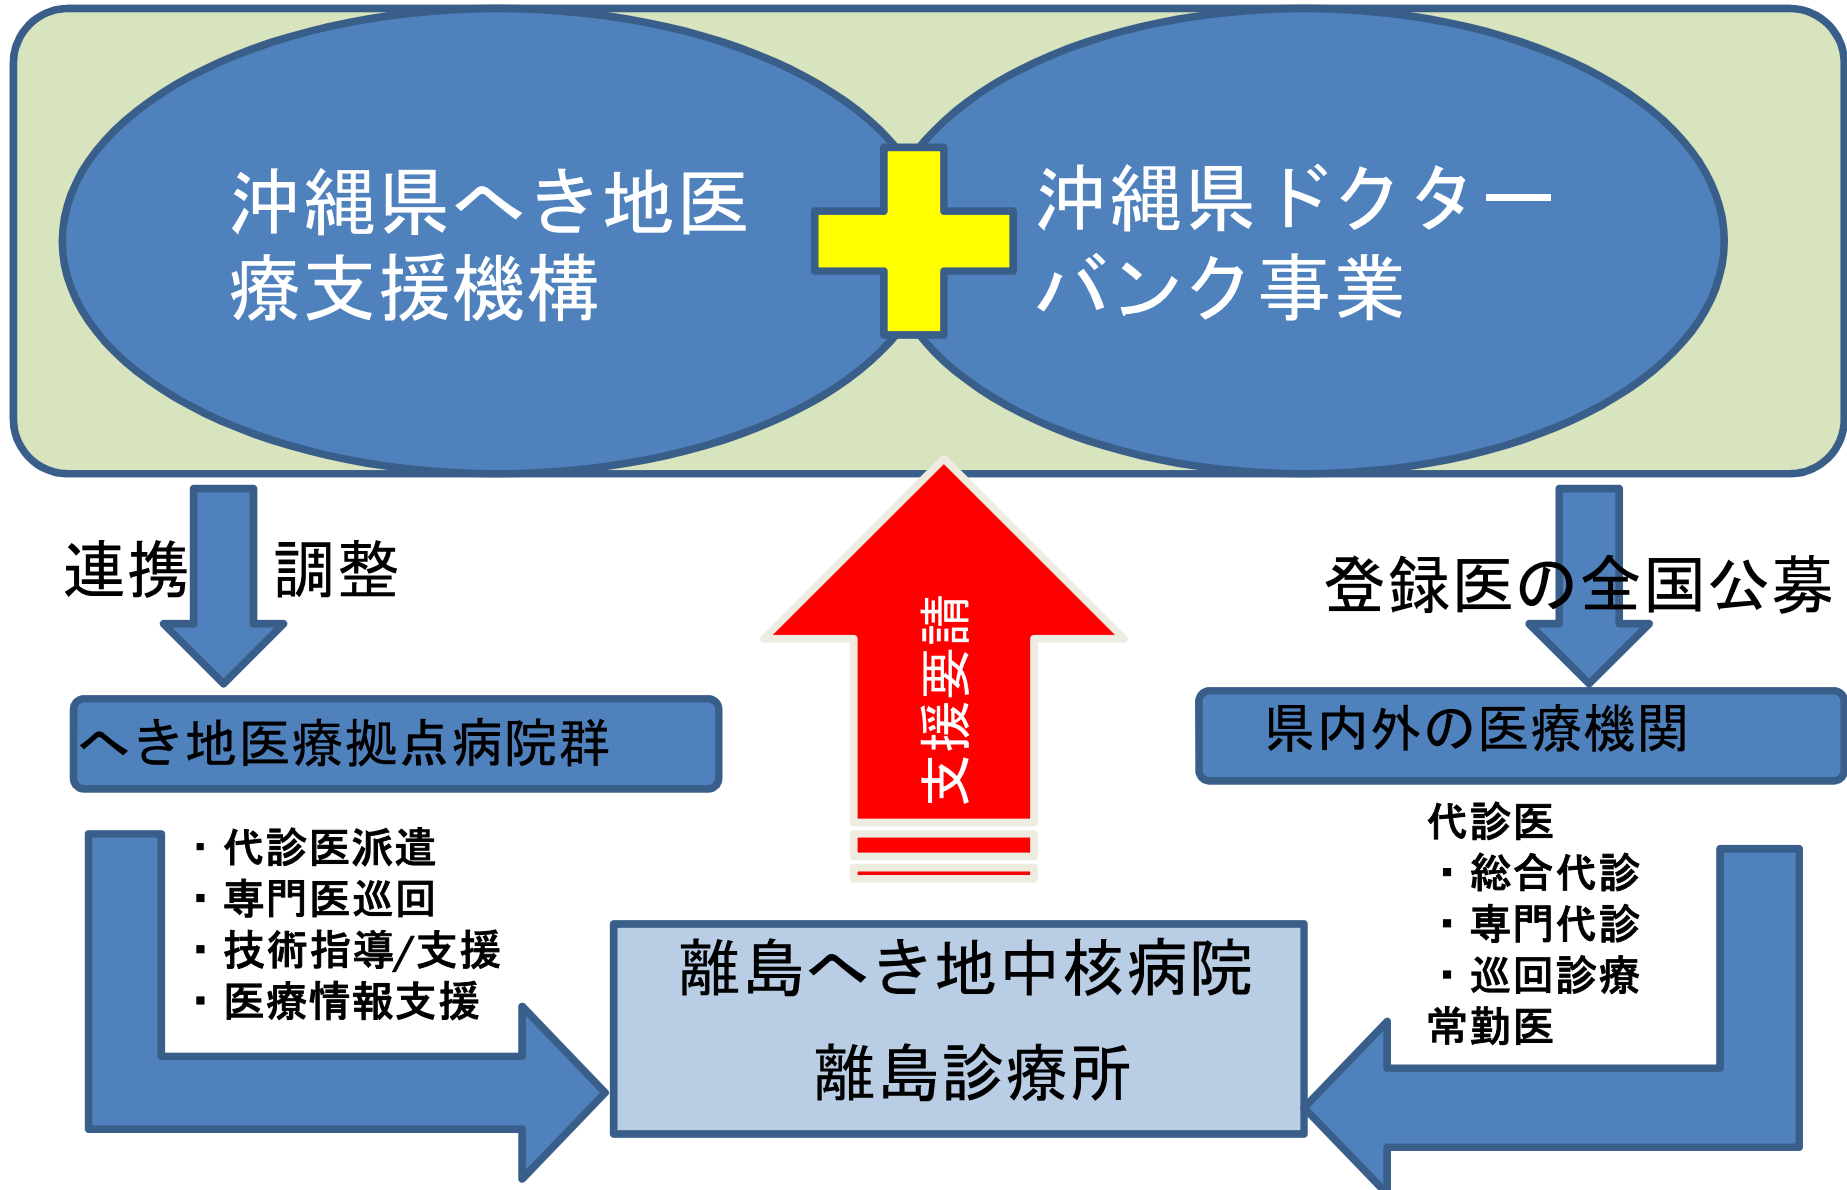 沖縄県へき地医
療支援機構
沖縄県ドクター
バンク事業
連携 調整
登録医の全国公募
支援要請
へき地医療拠点病院群
県内外の医療機関
・代診医派遣
・専門医巡回
・技術指導/支援
・医療情報支援
代診医
・総合代診
・専門代診
・巡回診療
常勤医
離島へき地中核病院
離島診療所